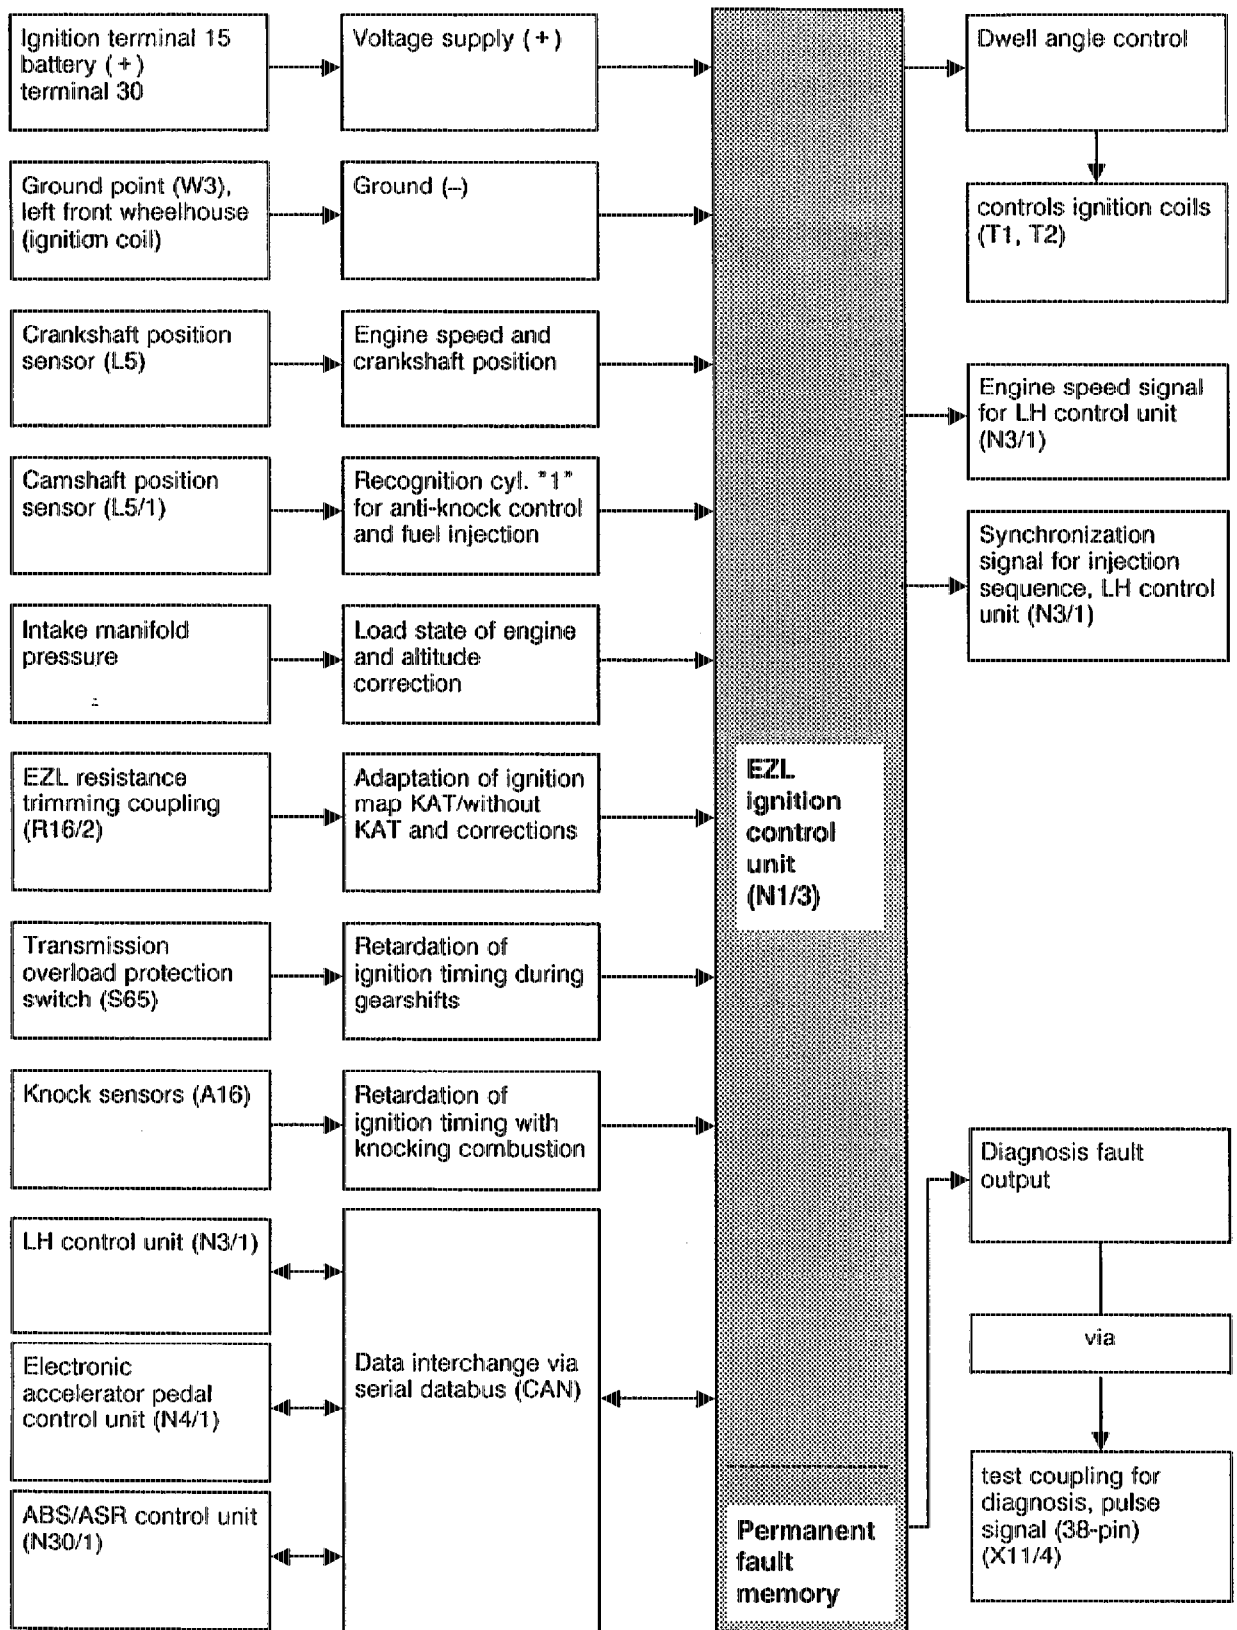 Ignition terminal 15
battery (+)
terminal 30
Voltage supply (+)
Dwell angle control
Ground point (W3),
left front wheelhouse
(ignition coil)
Ground (–)
controls ignition coils
(T1, T2)
Crankshaft position
sensor (L5)
Engine speed and
crankshaft position
Engine speed signal
for LH control unit
(N3/1)
Camshaft position
sensor (L5/1)
Recognition cyl. "1"
for anti-knock control
and fuel injection
Synchronization
signal for injection
sequence, LH control
unit (N3/1)
Intake manifold
pressure
Load state of engine
and altitude
correction
EZL resistance
trimming coupling
(R16/2)
Adaptation of ignition
map KAT/without
KAT and corrections
EZL
ignition
control
unit
(N1/3)
Transmission
overload protection
switch (S65)
Retardation of
ignition timing during
gearshifts
Knock sensors (A16)
Retardation of
ignition timing with
knocking combustion
Diagnosis fault
output
LH control unit (N3/1)
via
Electronic
accelerator pedal
control unit (N4/1)
Data interchange via
serial databus (CAN)
test coupling for
diagnosis, pulse
signal (38-pin)
(X11/4)
ABS/ASR control unit
(N30/1)
Permanent
fault
memory